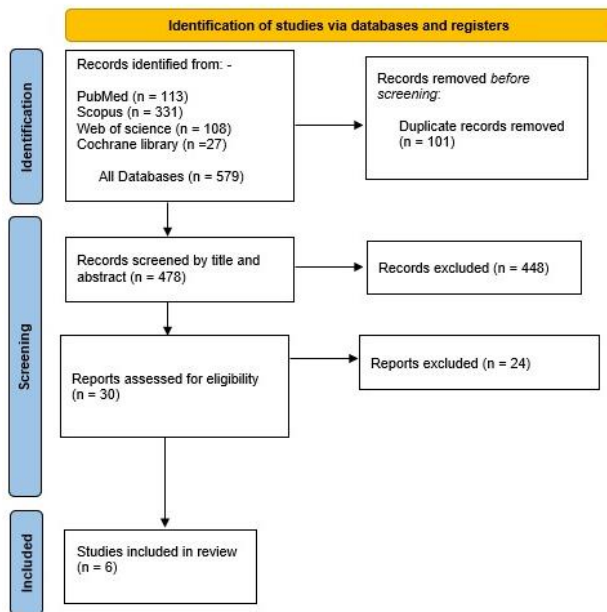 Identification of studies via databases and registers
Identification
Records identified from: -
PubMed (n = 113)
Scopus (n = 331)
Web of science (n = 108)
Cochrane library (n =27)
All Databases (n = 579)
Records removed before
screening:
Duplicate records removed
(n = 101)
Screening
Records screened by title and
abstract (n = 478)
Records excluded (n = 448)
Reports assessed for eligibility
(n = 30)
Reports excluded (n = 24)
Included
Studies included in review
(n = 6)